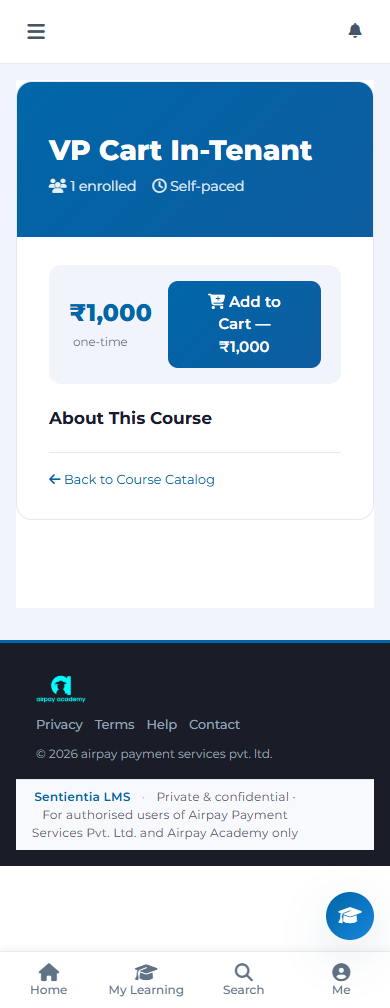 VP Cart In-Tenant
1 enrolled Self-paced
₹1,000
one-time
Add to
Cart —
₹1,000
About This Course
Back to Course Catalog
airpay academy
Privacy Terms Help Contact
© 2026 airpay payment services pvt. ltd.
Sentientia LMS · Private & confidential ·
For authorised users of Airpay Payment
Services Pvt. Ltd. and Airpay Academy only
Home My Learning Search Me